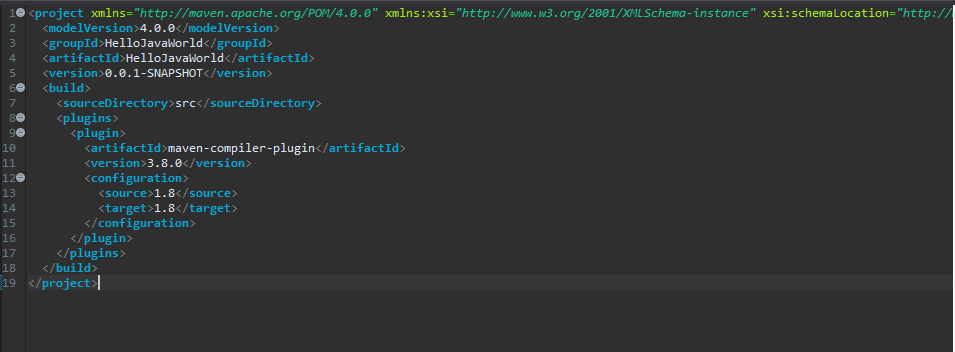 1 <project xmlns="http://maven.apache.org/POM/4.0.0" xmlns:xsi="http://www.w3.org/2001/XMLSchema-instance" xsi:schemaLocation="http://
2 <modelVersion>4.0.0</modelVersion>
3 <groupId>HelloJavaWorld</groupId>
4 <artifactId>HelloJavaWorld</artifactId>
5 <version>0.0.1-SNAPSHOT</version>
6 <build>
7 <sourceDirectory>src</sourceDirectory>
8 <plugins>
9 <plugin>
10 <artifactId>maven-compiler-plugin</artifactId>
11 <version>3.8.0</version>
12 <configuration>
13 <source>1.8</source>
14 <target>1.8</target>
15 </configuration>
16 </plugin>
17 </plugins>
18 </build>
19 </project>